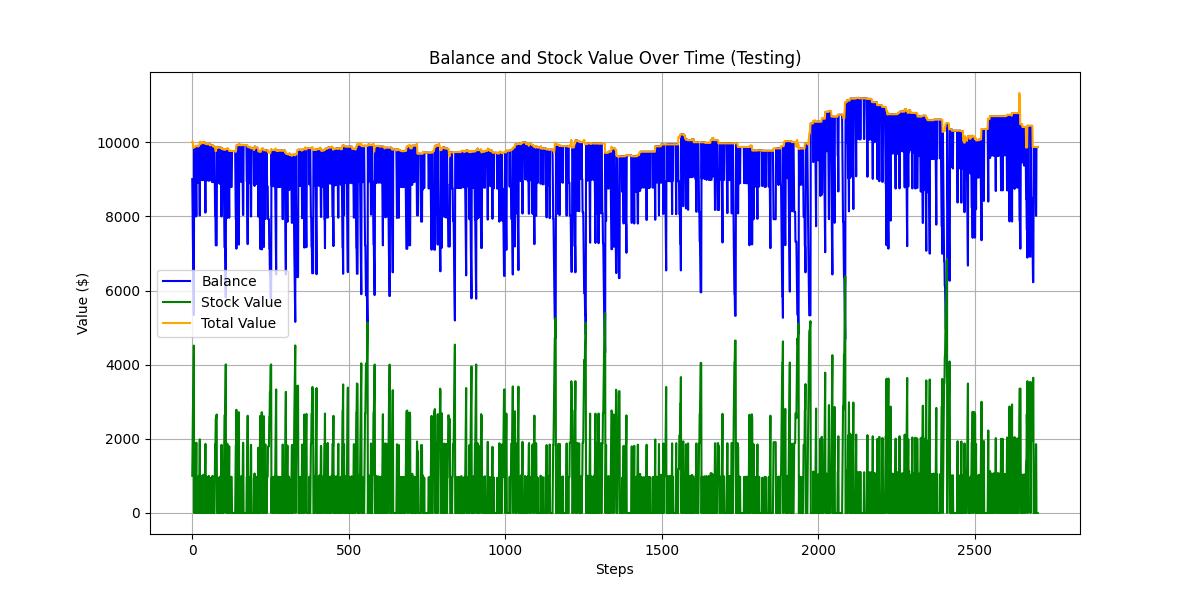 Balance and Stock Value Over Time (Testing)
Value ($)
10000
8000
6000
4000
2000
0
Balance
Stock Value
Total Value
0 500 1000 1500 2000 2500
Steps